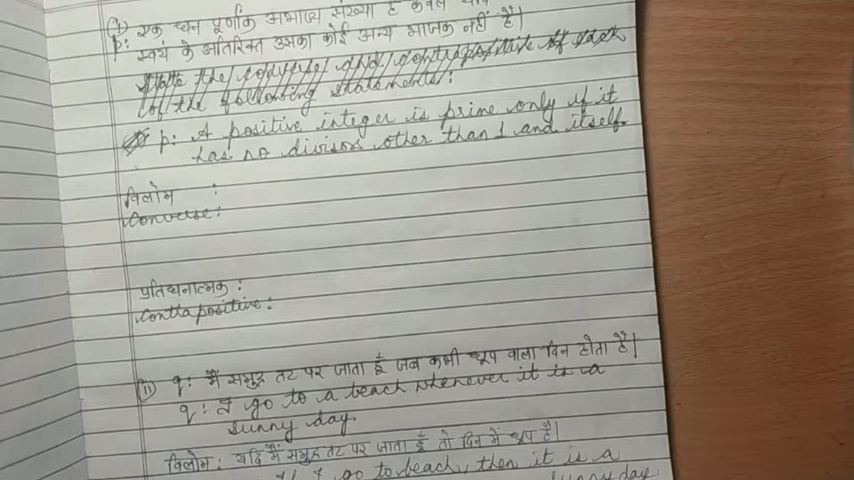 (i) एक धन पूर्णांक अभाज्य संख्या है केवल यदि
p: स्वयं के अतिरिक्त उसका कोई अन्य भाजक नहीं है।
State the converse and contrapositive of each
of the following statements:
p: A positive integer is prime only if it
has no divisor other than 1 and itself.
विलोम :
Converse:
प्रतिधनात्मक :
Contrapositive:
(ii) q: मैं समुद्र तट पर जाता हूँ जब कभी धूप वाला दिन होता है।
q: I go to a beach whenever it is a
sunny day.
विलोम : यदि मैं समुद्र तट पर जाता हूँ तो दिन में धूप है।
If I go to beach, then it is a
sunny day